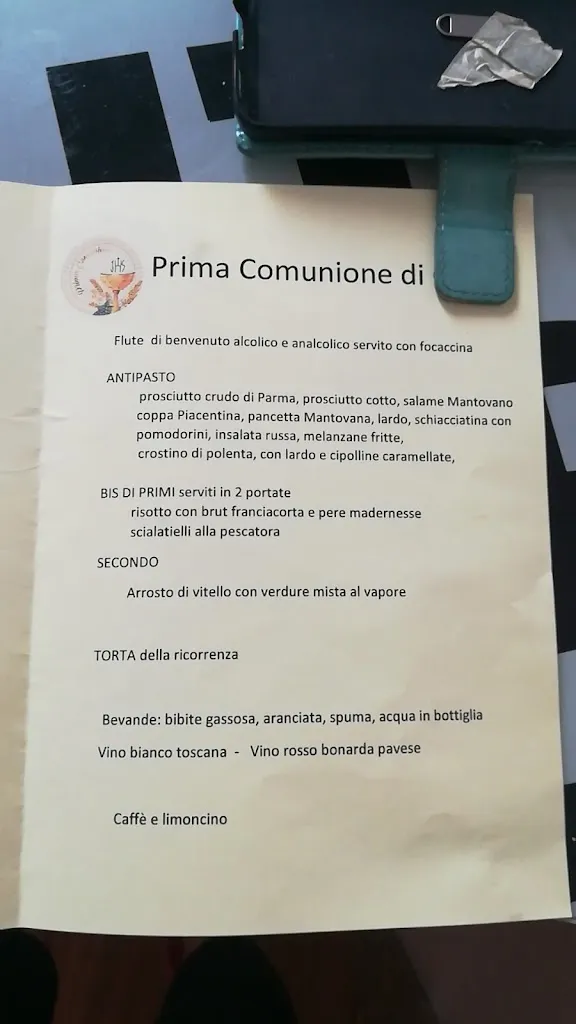 JHS
Prima Comunione di
Flute di benvenuto alcolico e analcolico servito con focaccina
ANTIPASTO
prosciutto crudo di Parma, prosciutto cotto, salame Mantovano
coppa Piacentina, pancetta Mantovana, lardo, schiacciatina con
pomodorini, insalata russa, melanzane fritte,
crostino di polenta, con lardo e cipolline caramellate,
BIS DI PRIMI serviti in 2 portate
risotto con brut franciacorta e pere madernesse
scialatielli alla pescatora
SECONDO
Arrosto di vitello con verdure mista al vapore
TORTA della ricorrenza
Bevande: bibite gassosa, aranciata, spuma, acqua in bottiglia
Vino bianco toscana - Vino rosso bonarda pavese
Caffè e limoncino